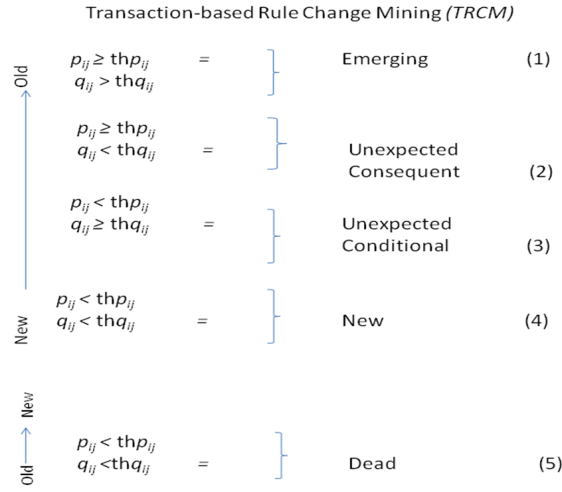 Transaction-based Rule Change Mining (TRCM)
Old
pij ≥ thpij = Emerging (1)
qij > thqij
pij ≥ thpij
qij < thqij = Unexpected
Consequent (2)
pij < thpij
qij ≥ thqij = Unexpected
Conditional (3)
New
pij < thpij
qij < thqij = New (4)
New
Old
pij < thpij
qij <thqij = Dead (5)